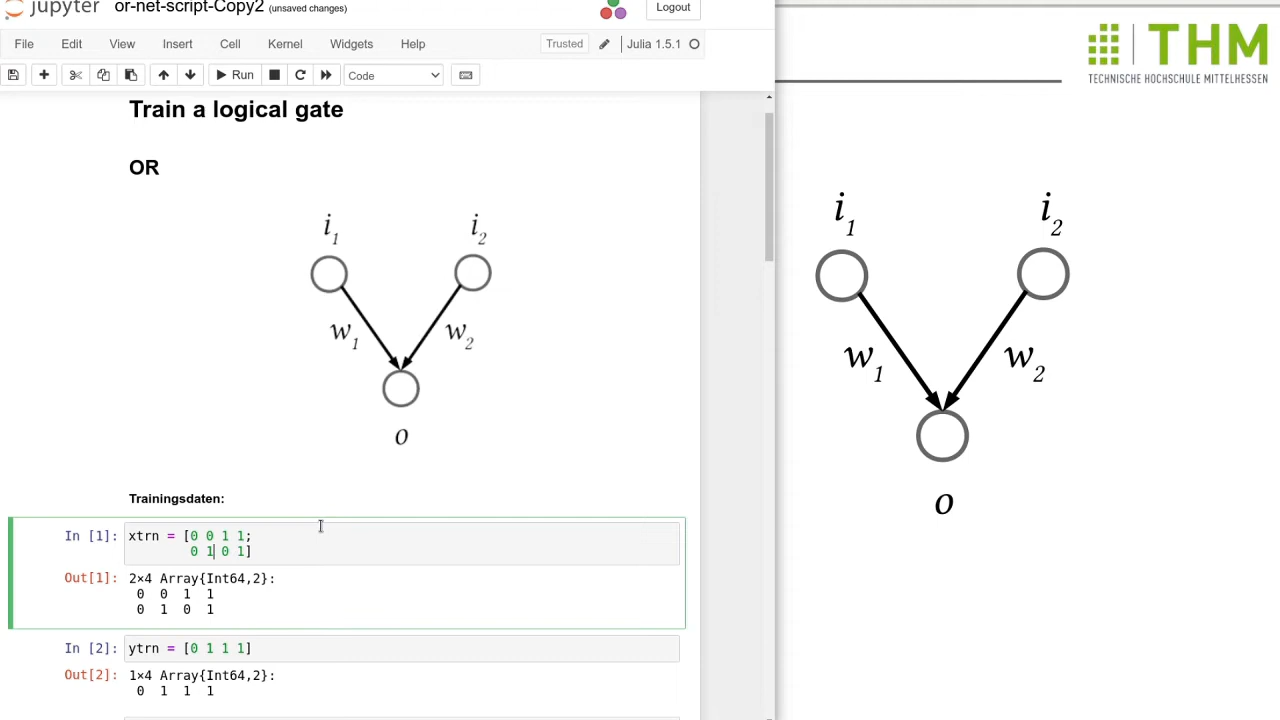 jupyter or-net-script-Copy2 (unsaved changes)
Logout
File Edit View Insert Cell Kernel Widgets Help
Trusted Julia 1.5.1
Run Code
Train a logical gate
OR
i1 i2
w1 w2
o
Trainingsdaten:
In [1]: xtrn = [0 0 1 1;
0 1 0 1]
Out[1]: 2×4 Array{Int64,2}:
0 0 1 1
0 1 0 1
In [2]: ytrn = [0 1 1 1]
Out[2]: 1×4 Array{Int64,2}:
0 1 1 1
THM
TECHNISCHE HOCHSCHULE MITTELHESSEN
i1 i2
w1 w2
o